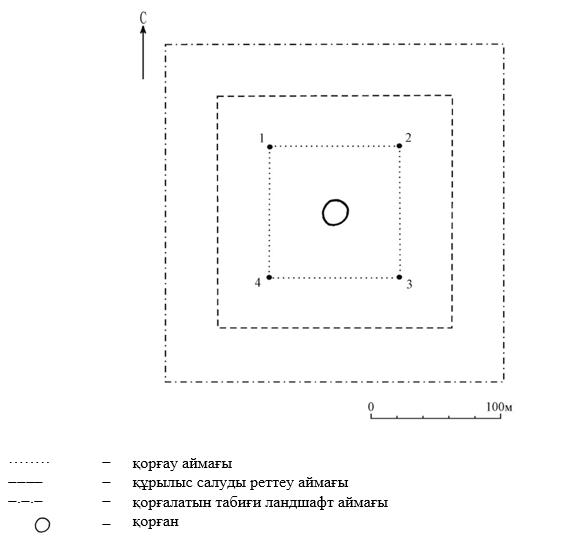 С
1
2
4
3
0 100м
– қорғау аймағы
– құрылыс салуды реттеу аймағы
– қорғалатын табиғи ландшафт аймағы
– қорған